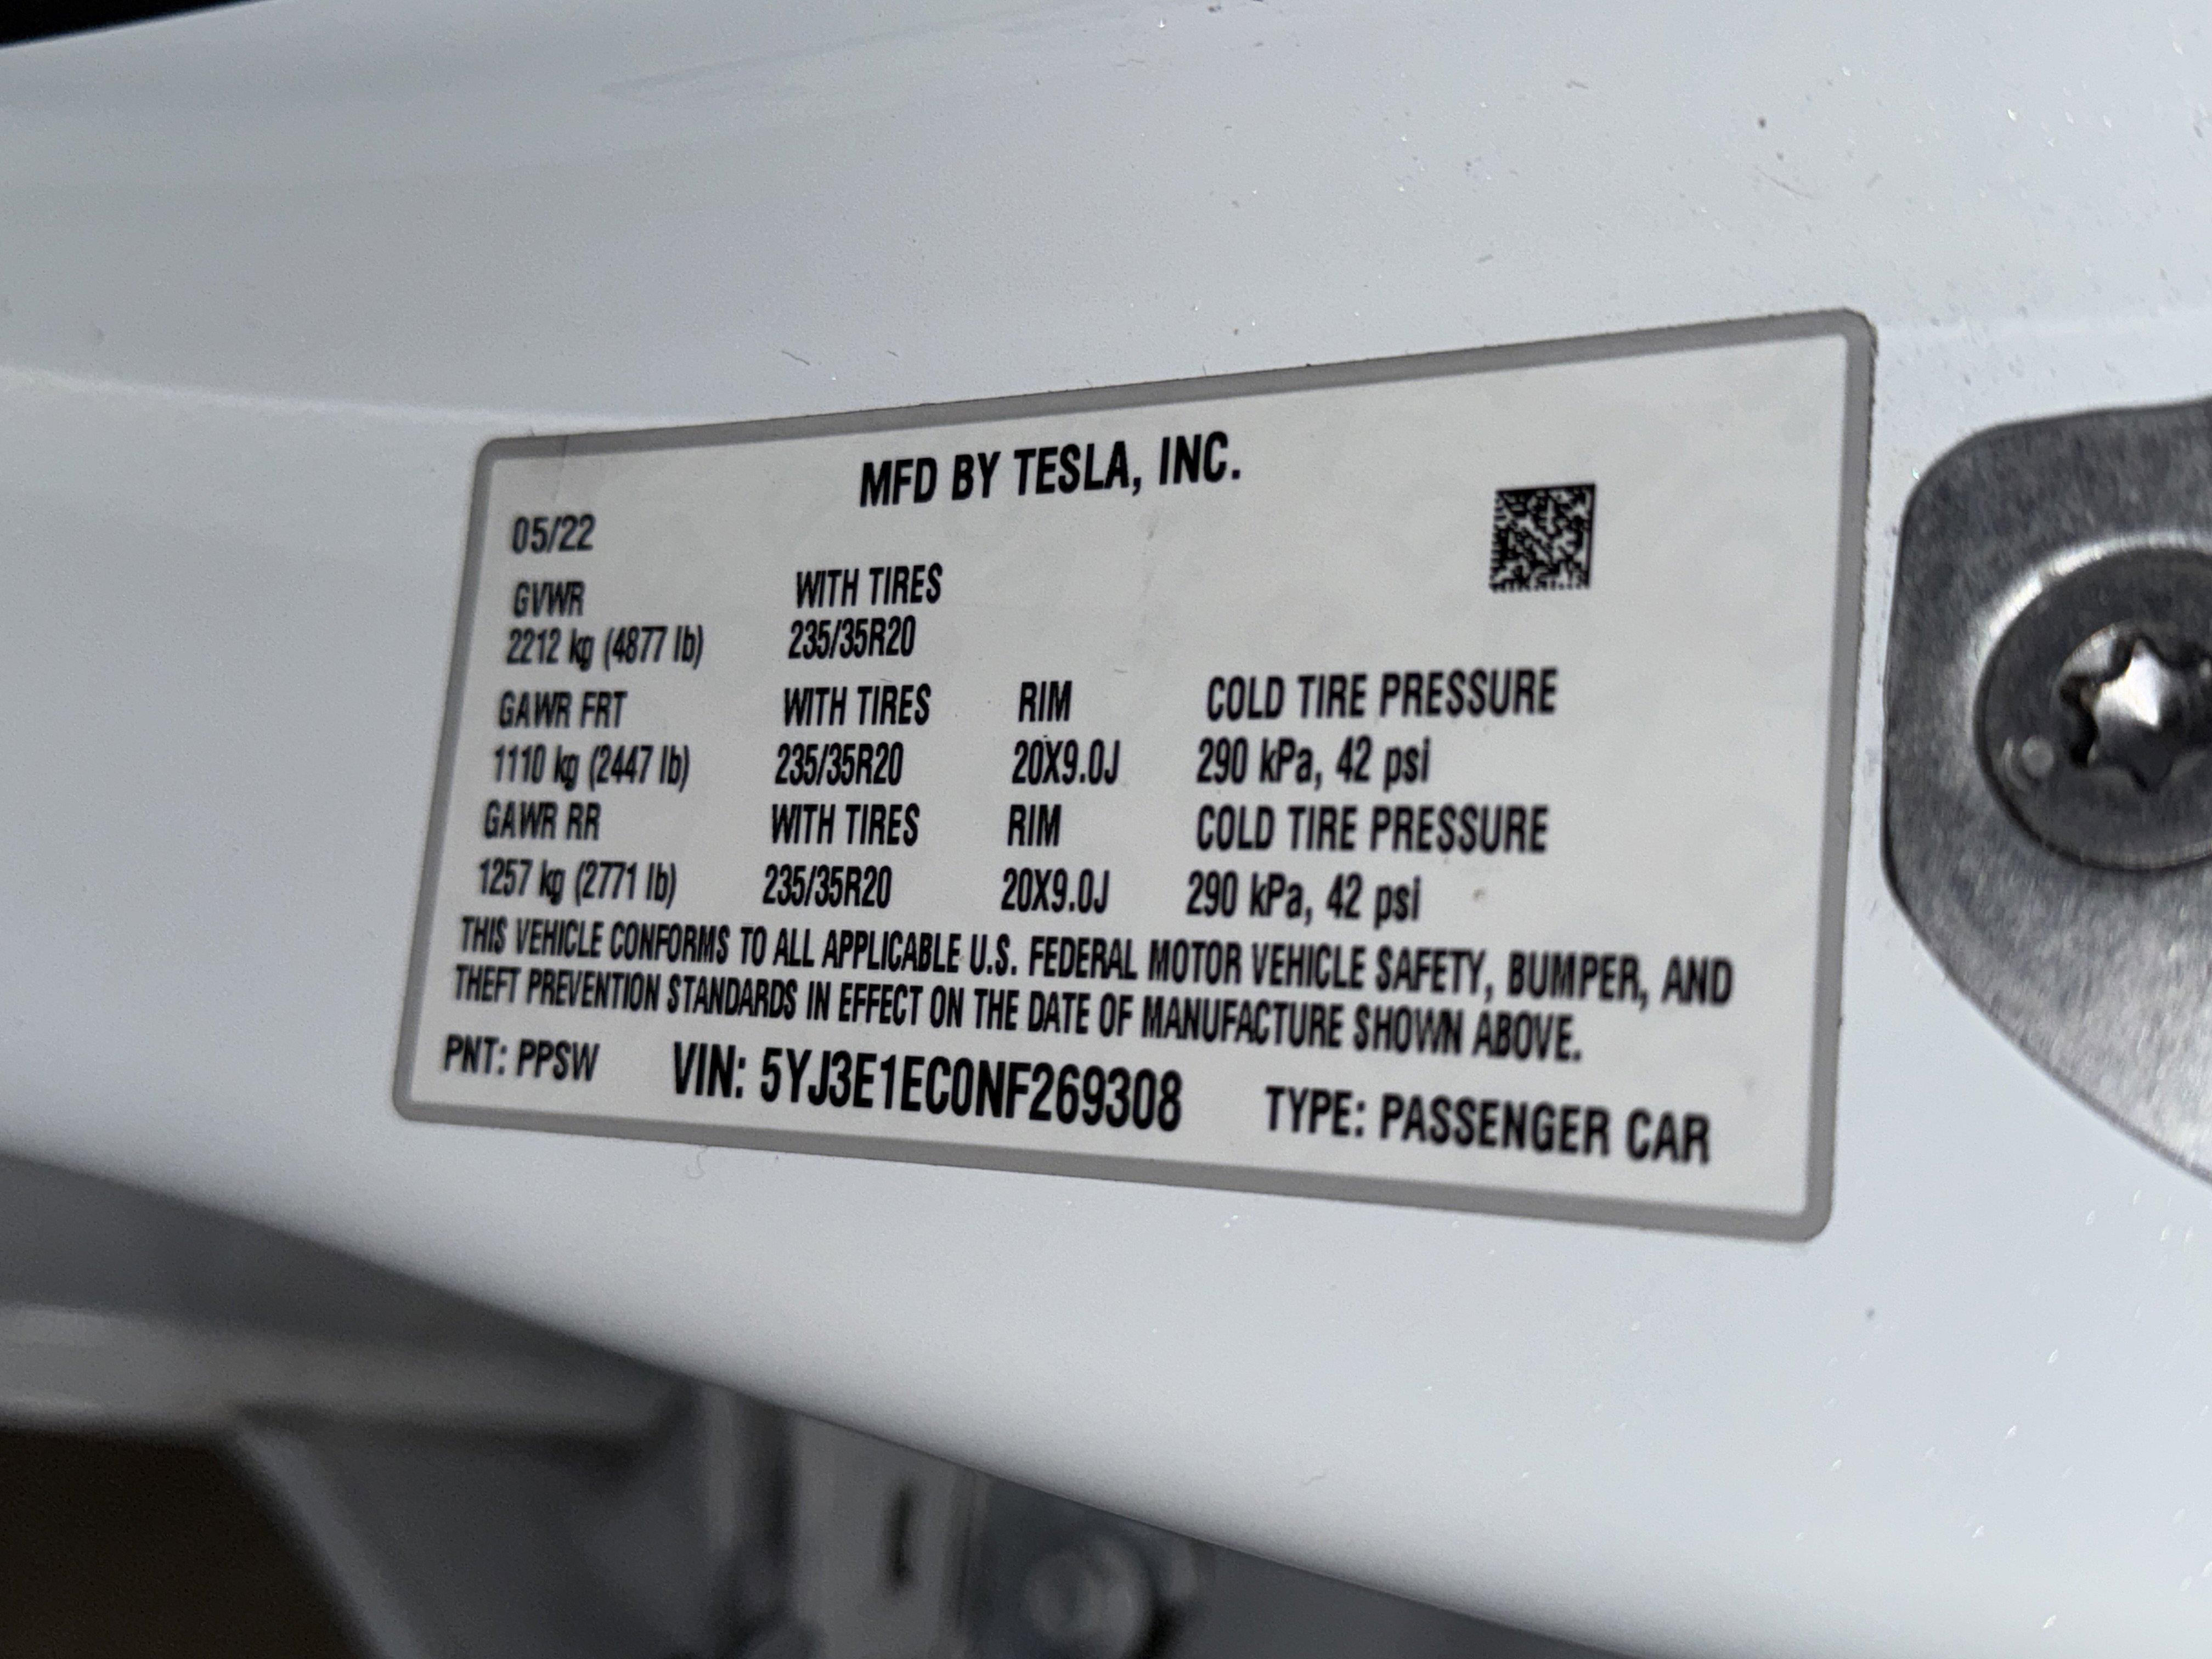 MFD BY TESLA, INC.
05/22
GVWR WITH TIRES
2212 kg (4877 lb) 235/35R20
GAWR FRT WITH TIRES RIM COLD TIRE PRESSURE
1110 kg (2447 lb) 235/35R20 20X9.0J 290 kPa, 42 psi
GAWR RR WITH TIRES RIM COLD TIRE PRESSURE
1257 kg (2771 lb) 235/35R20 20X9.0J 290 kPa, 42 psi
THIS VEHICLE CONFORMS TO ALL APPLICABLE U.S. FEDERAL MOTOR VEHICLE SAFETY, BUMPER, AND
THEFT PREVENTION STANDARDS IN EFFECT ON THE DATE OF MANUFACTURE SHOWN ABOVE.
PNT: PPSW VIN: 5YJ3E1EC0NF269308 TYPE: PASSENGER CAR